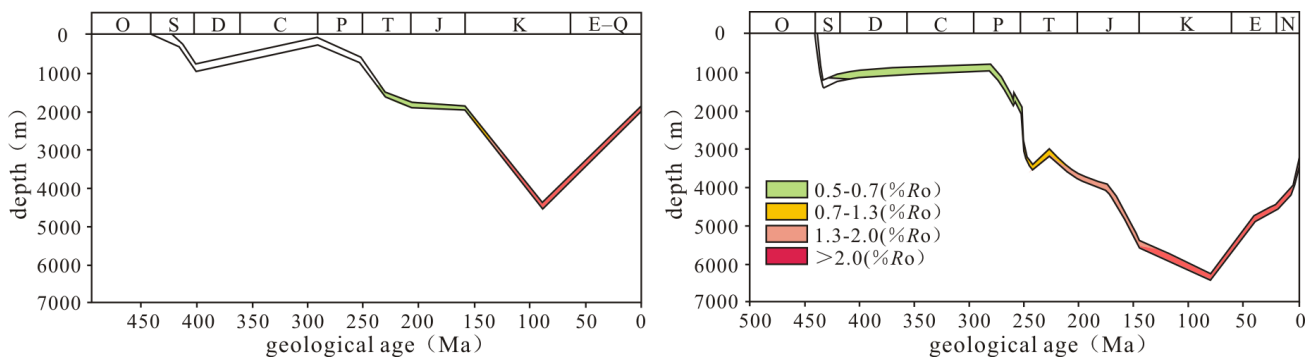 O S D C P T J K E–Q
0
1000
2000
3000
4000
5000
6000
7000
depth（m）
450 400 350 300 250 200 150 100 50 0
geological age（Ma）
O S D C P T J K E N
0
1000
2000
3000
4000
5000
6000
7000
depth（m）
0.5-0.7(%Ro）
0.7-1.3(%Ro）
1.3-2.0(%Ro）
>2.0(%Ro）
500 450 400 350 300 250 200 150 100 50 0
geological age（Ma）